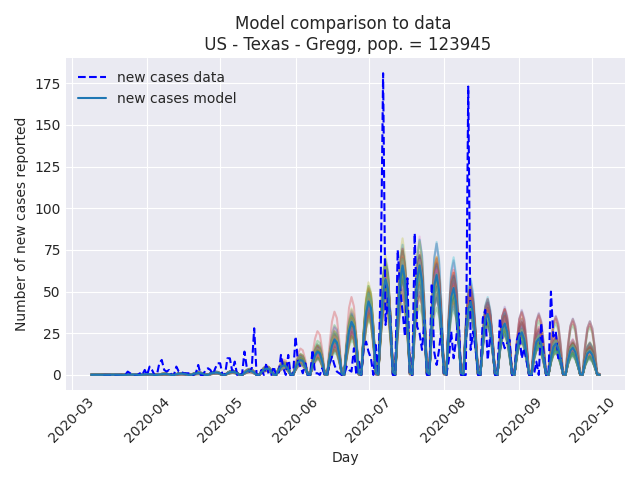 Model comparison to data
US - Texas - Gregg, pop. = 123945
new cases data
new cases model
Number of new cases reported
175
150
125
100
75
50
25
0
2020-03
2020-04
2020-05
2020-06
2020-07
2020-08
2020-09
2020-10
Day